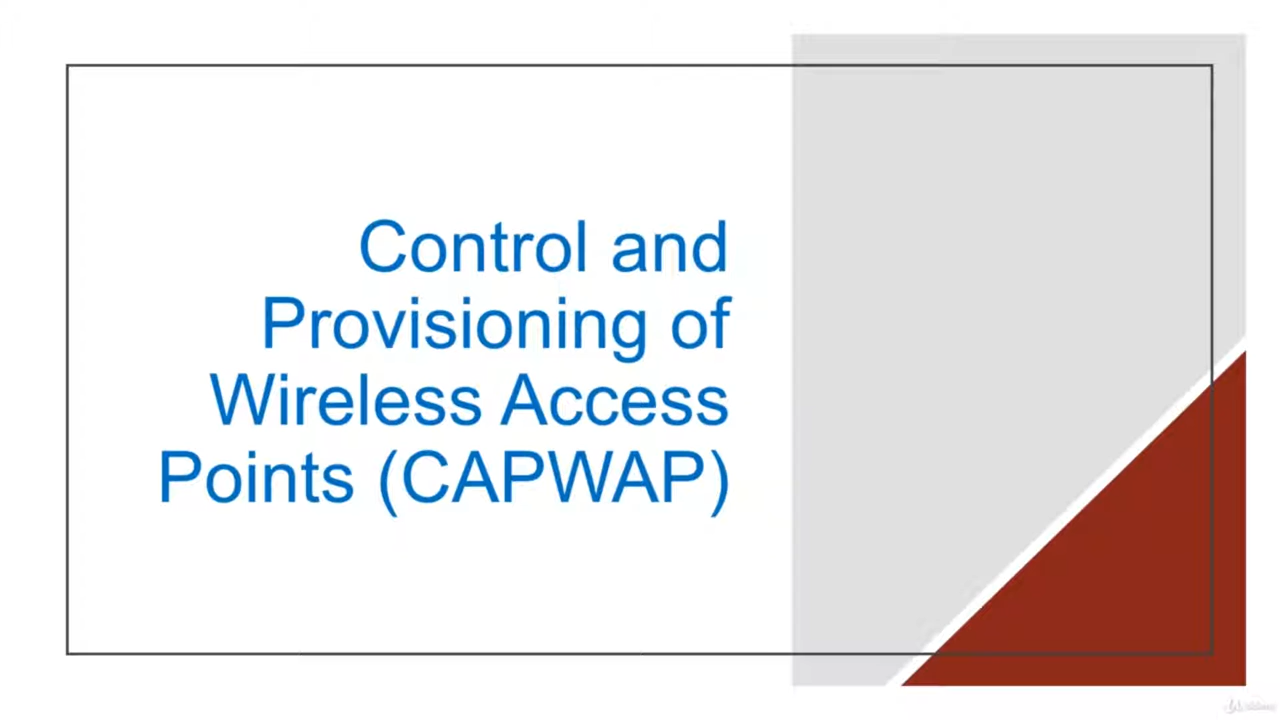 Control and
Provisioning of
Wireless Access
Points (CAPWAP)